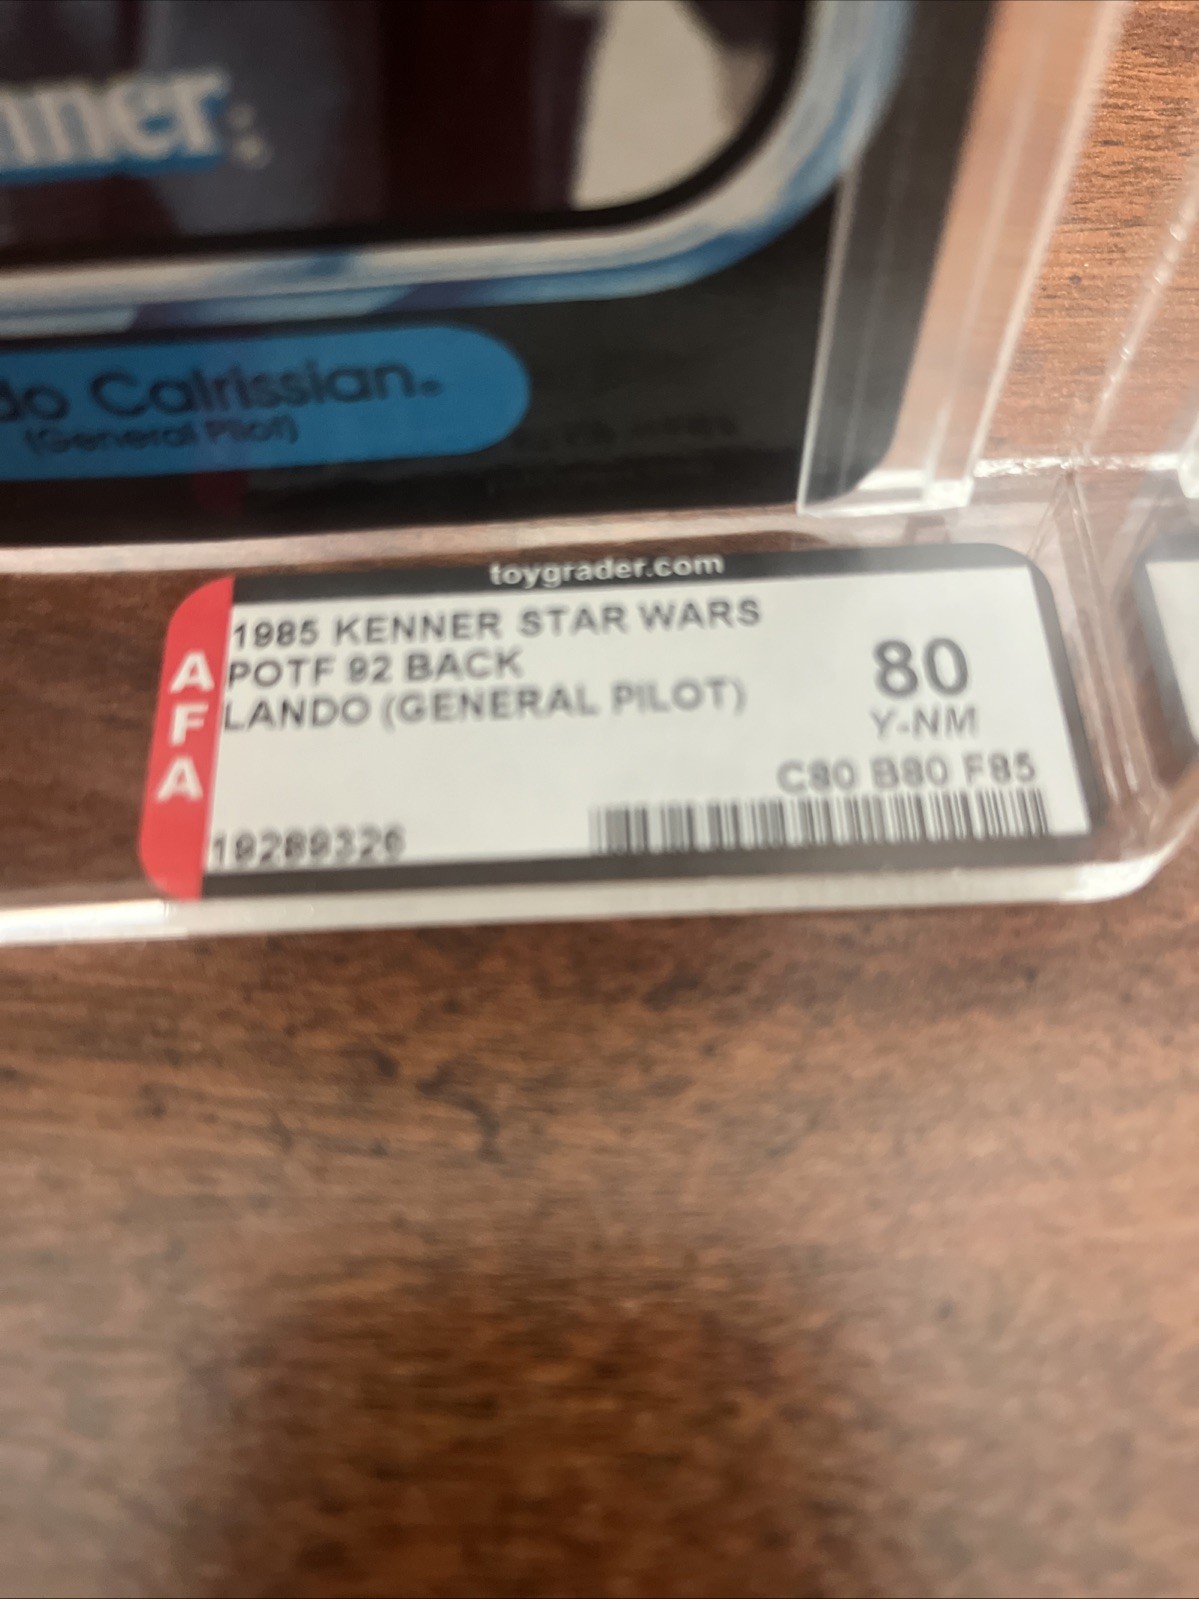 nner
do Calrissian
(General Pilot)
toygrader.com
AFA
1985 KENNER STAR WARS
POTF 92 BACK
LANDO (GENERAL PILOT)
80
Y-NM
C80 B80 F85